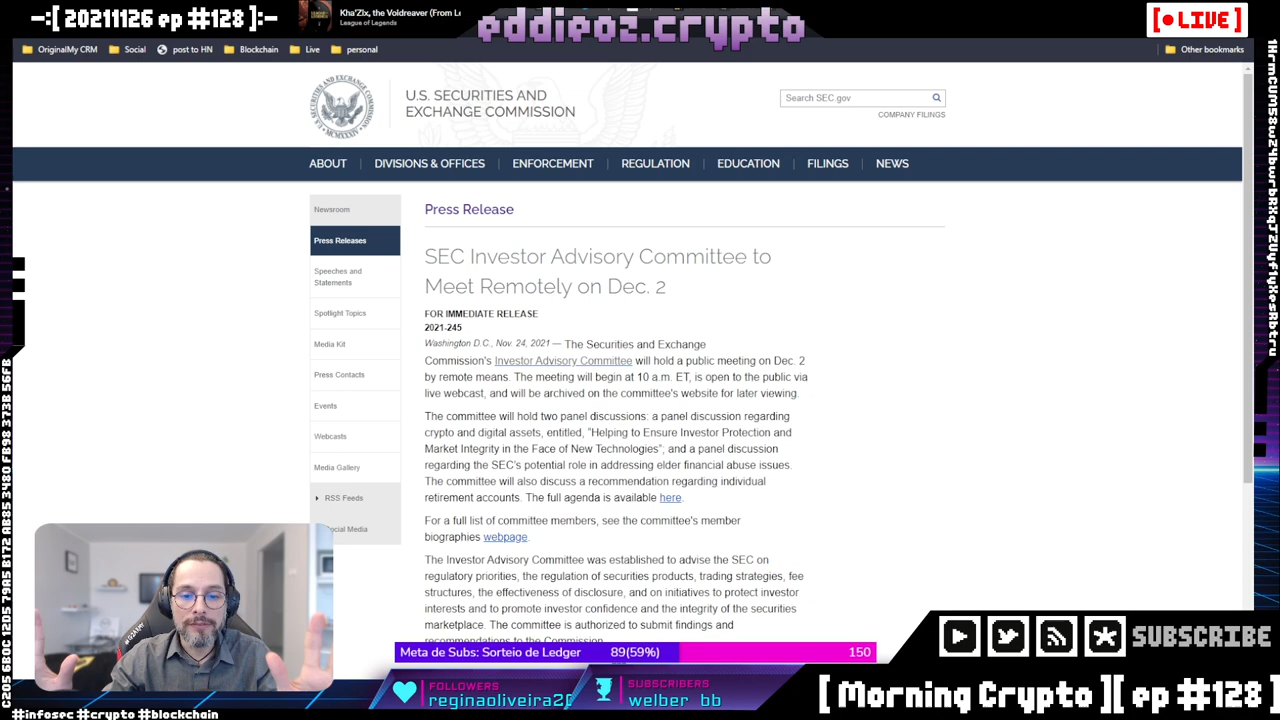 -:[ 20211126 ep #128 ]:-
Kha'ZIx, the Voldreaver (From Le
League of Legends
eddieoz.crypto
[●LIVE]
OriginalMy CRM
Social
post to HN
Blockchain
Live
personal
Other bookmarks
U.S. SECURITIES AND
EXCHANGE COMMISSION
Search SEC.gov
COMPANY FILINGS
ABOUT
DIVISIONS & OFFICES
ENFORCEMENT
REGULATION
EDUCATION
FILINGS
NEWS
Newsroom
Press Releases
Speeches and
Statements
Spotlight Topics
Media Kit
Press Contacts
Events
Webcasts
Media Gallery
RSS Feeds
Social Media
Press Release
SEC Investor Advisory Committee to
Meet Remotely on Dec. 2
FOR IMMEDIATE RELEASE
2021-245
Washington D.C., Nov. 24, 2021 — The Securities and Exchange
Commission's Investor Advisory Committee will hold a public meeting on Dec. 2
by remote means. The meeting will begin at 10 a.m. ET, is open to the public via
live webcast, and will be archived on the committee's website for later viewing.
The committee will hold two panel discussions: a panel discussion regarding
crypto and digital assets, entitled, "Helping to Ensure Investor Protection and
Market Integrity in the Face of New Technologies"; and a panel discussion
regarding the SEC's potential role in addressing elder financial abuse issues.
The committee will also discuss a recommendation regarding individual
retirement accounts. The full agenda is available here.
For a full list of committee members, see the committee's member
biographies webpage.
The Investor Advisory Committee was established to advise the SEC on
regulatory priorities, the regulation of securities products, trading strategies, fee
structures, the effectiveness of disclosure, and on initiatives to protect investor
interests and to promote investor confidence and the integrity of the securities
marketplace. The committee is authorized to submit findings and
recommendations to the Commission.
Meta de Subs: Sorteio de Ledger
89(59%)
150
FOLLOWERS
reginaoliveira20
SUBSCRIBERS
welber_bb
SUBSCRIBE
[ Morning Crypto ][ ep #128 ]
#infosec #crypto #blockchain